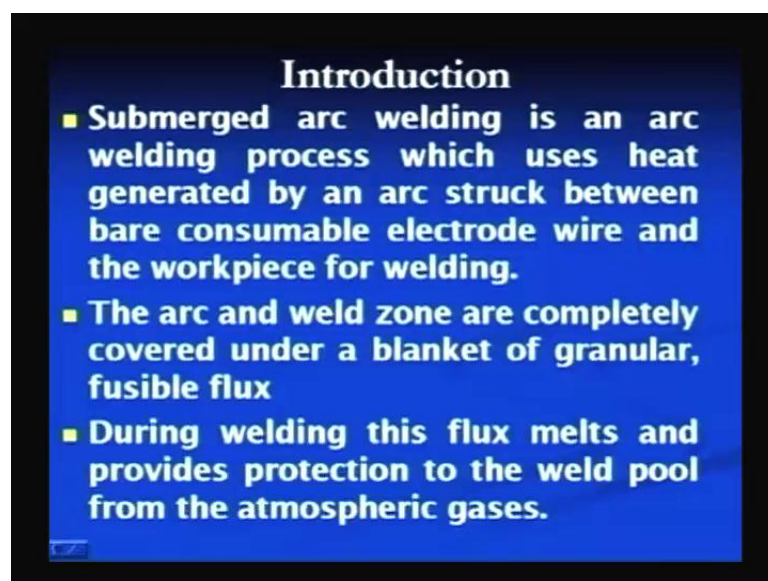 Introduction
Submerged arc welding is an arc
welding process which uses heat
generated by an arc struck between
bare consumable electrode wire and
the workpiece for welding.
The arc and weld zone are completely
covered under a blanket of granular,
fusible flux
During welding this flux melts and
provides protection to the weld pool
from the atmospheric gases.